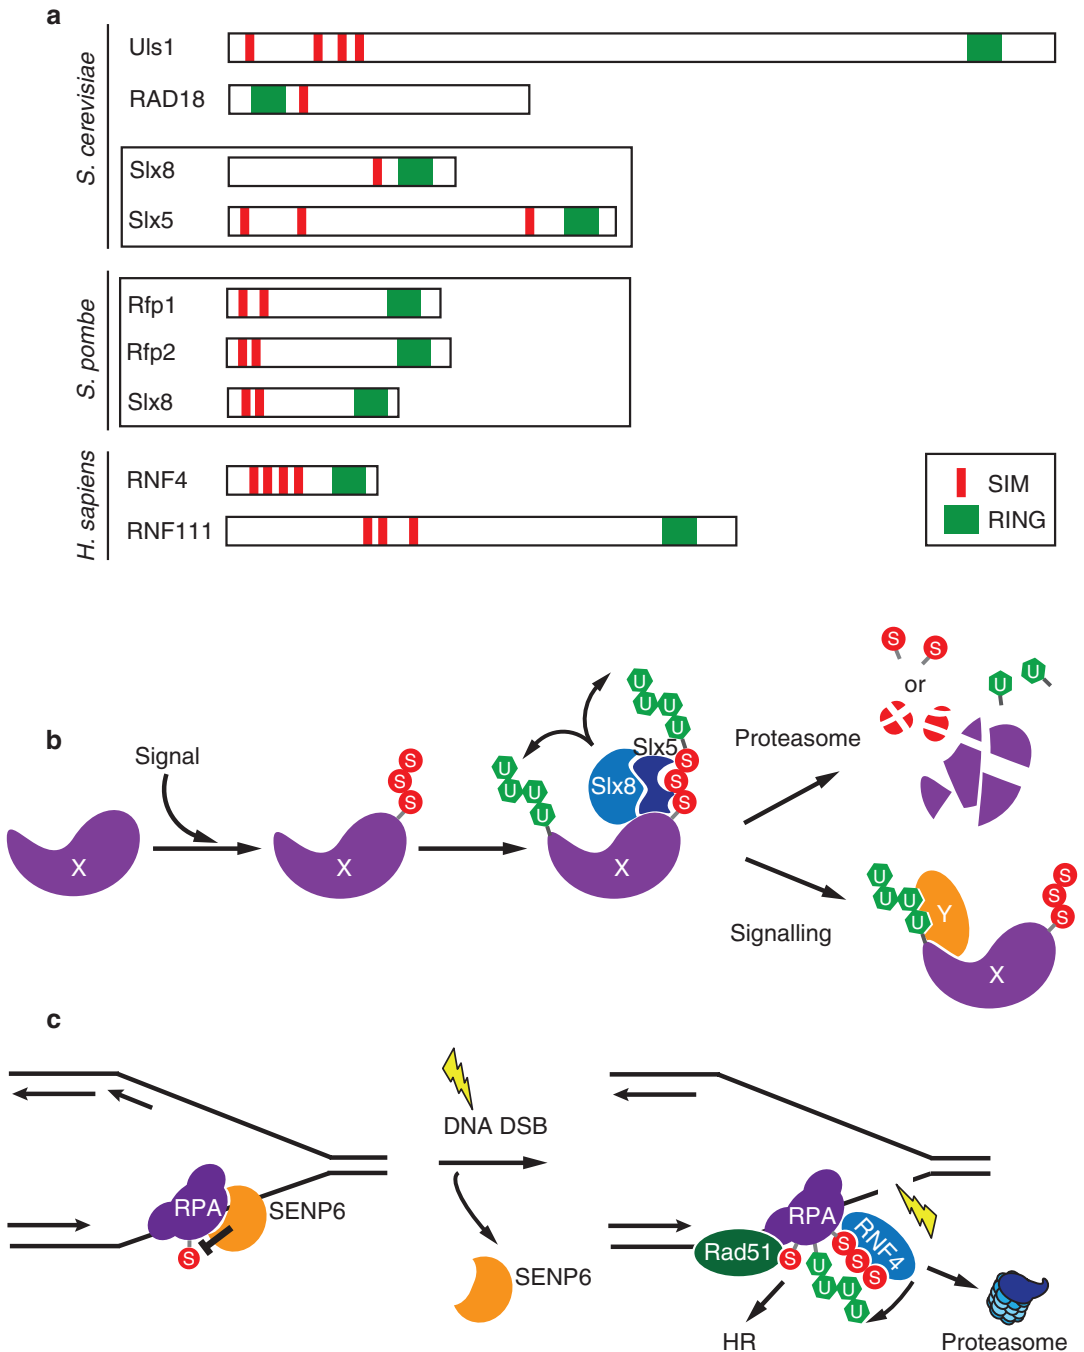 a
S. cerevisiae
Uls1
RAD18
Slx8
Slx5
S. pombe
Rfp1
Rfp2
Slx8
H. sapiens
RNF4
RNF111
SIM
RING
b
Signal
X
X
S
S
S
U
U
U
U
X
Slx8
Slx5
U
U
U
U
S
S
S
Proteasome
S
S
or
U
U
Signalling
U
U
U
U
Y
X
S
S
S
c
RPA
SENP6
S
DNA DSB
SENP6
Rad51
RPA
RNF4
S
S
S
S
U
U
U
U
HR
Proteasome